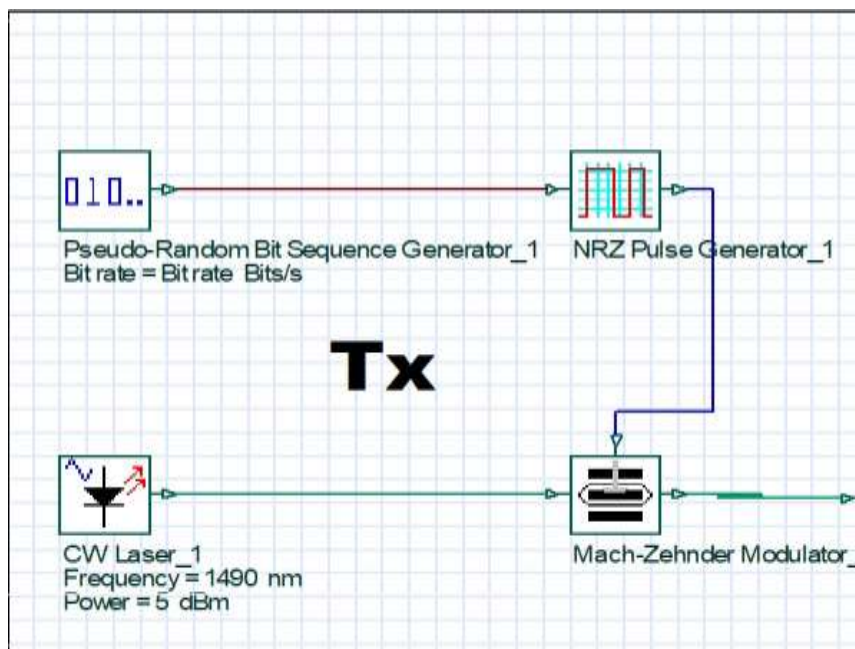 010..
Pseudo-Random Bit Sequence Generator_1
Bit rate = Bit rate Bits/s
NRZ Pulse Generator_1
Tx
CW Laser_1
Frequency = 1490 nm
Power = 5 dBm
Mach-Zehnder Modulator_